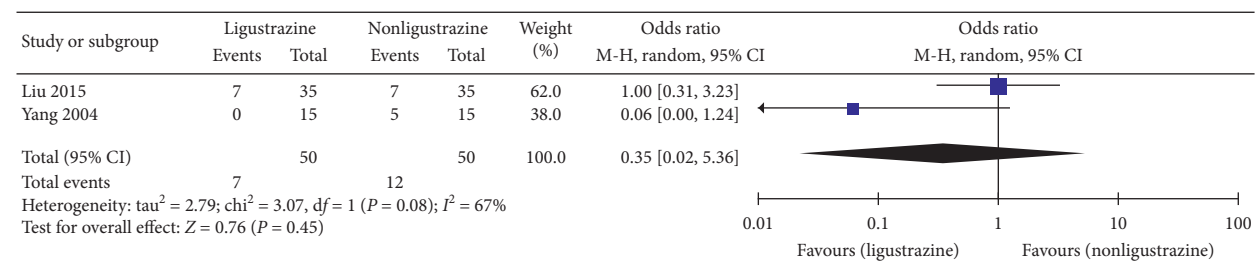 Study or subgroup Ligustrazine Nonligustrazine Weight (%) Odds ratio Odds ratio
Events Total Events Total M-H, random, 95% CI M-H, random, 95% CI
Liu 2015 7 35 7 35 62.0 1.00 [0.31, 3.23]
Yang 2004 0 15 5 15 38.0 0.06 [0.00, 1.24]
Total (95% CI) 50 50 100.0 0.35 [0.02, 5.36]
Total events 7 12
Heterogeneity: tau² = 2.79; chi² = 3.07, df = 1 (P = 0.08); I² = 67%
Test for overall effect: Z = 0.76 (P = 0.45)
0.01 0.1 1 10 100
Favours (ligustrazine) Favours (nonligustrazine)